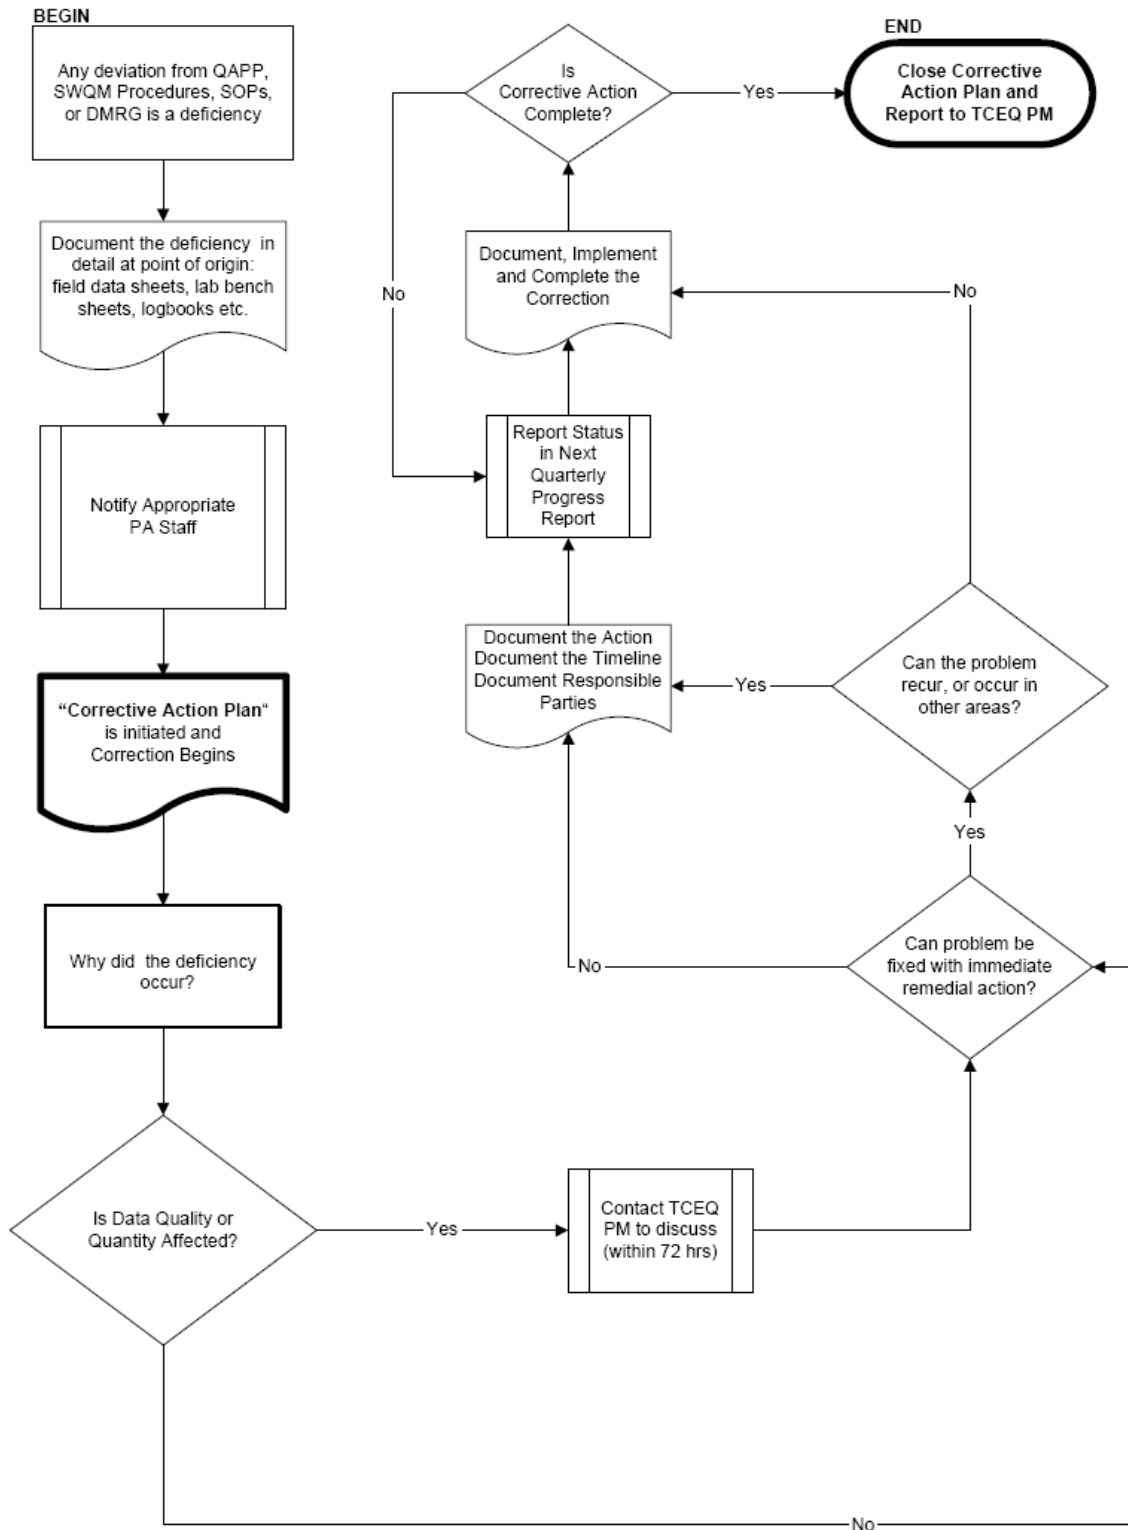 BEGIN
Any deviation from QAPP,
SWQM Procedures, SOPs,
or DMRG is a deficiency
Document the deficiency in
detail at point of origin:
field data sheets, lab bench
sheets, logbooks etc.
Notify Appropriate
PA Staff
“Corrective Action Plan“
is initiated and
Correction Begins
Why did the deficiency
occur?
Is Data Quality or
Quantity Affected?
Yes
No
Contact TCEQ
PM to discuss
(within 72 hrs)
Can problem be
fixed with immediate
remedial action?
No
Yes
Can the problem
recur, or occur in
other areas?
Yes
No
Document the Action
Document the Timeline
Document Responsible
Parties
Report Status
in Next
Quarterly
Progress
Report
Document, Implement
and Complete the
Correction
Is
Corrective Action
Complete?
No
Yes
END
Close Corrective
Action Plan and
Report to TCEQ PM